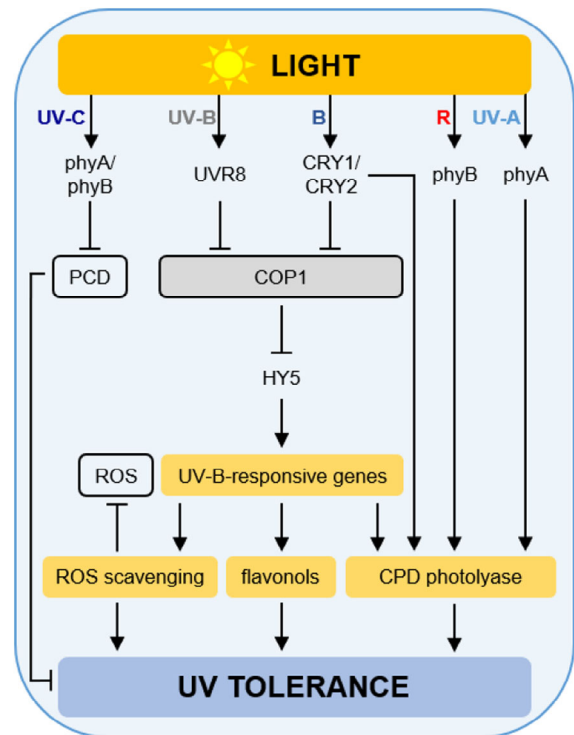 LIGHT
UV-C UV-B B R UV-A
phyA/
phyB
UVR8
CRY1/
CRY2
phyB
phyA
PCD
COP1
HY5
ROS
UV-B-responsive genes
ROS scavenging
flavonols
CPD photolyase
UV TOLERANCE